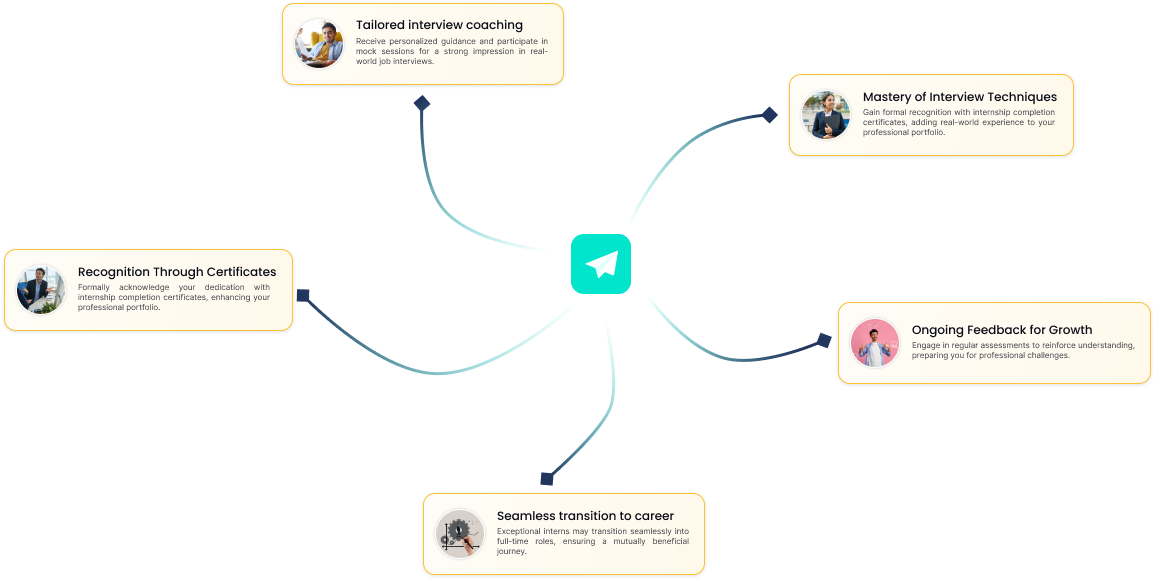 Tailored interview coaching
Receive personalized guidance and participate in
mock sessions for a strong impression in real-
world job interviews.
Mastery of Interview Techniques
Gain formal recognition with internship completion
certificates, adding real-world experience to your
professional portfolio.
Recognition Through Certificates
Formally acknowledge your dedication with
internship completion certificates, enhancing your
professional portfolio.
Ongoing Feedback for Growth
Engage in regular assessments to reinforce understanding,
preparing you for professional challenges.
Seamless transition to career
Exceptional interns may transition seamlessly into
full-time roles, ensuring a mutually beneficial
journey.